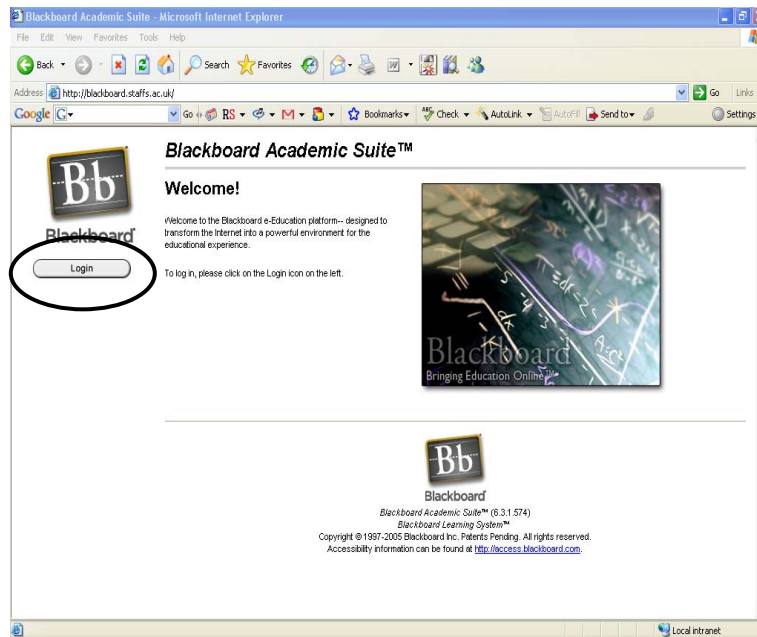 Blackboard Academic Suite - Microsoft Internet Explorer
File Edit View Favorites Tools Help
Back Search Favorites
Address http://blackboard.staffs.ac.uk/ Go Links
Google G Go RS M Bookmarks ABC Check AutoLink AutoFill Send to Settings
Blackboard Academic Suite™
Bb
Blackboard
Login
Welcome!
Welcome to the Blackboard e-Education platform-- designed to
transform the Internet into a powerful environment for the
educational experience.
To log in, please click on the Login icon on the left.
Blackboard
Bringing Education Online™
Bb
Blackboard
Blackboard Academic Suite™ (6.3.1.574)
Blackboard Learning System™
Copyright © 1997-2005 Blackboard Inc. Patents Pending. All rights reserved.
Accessibility information can be found at http://access.blackboard.com.
Local intranet